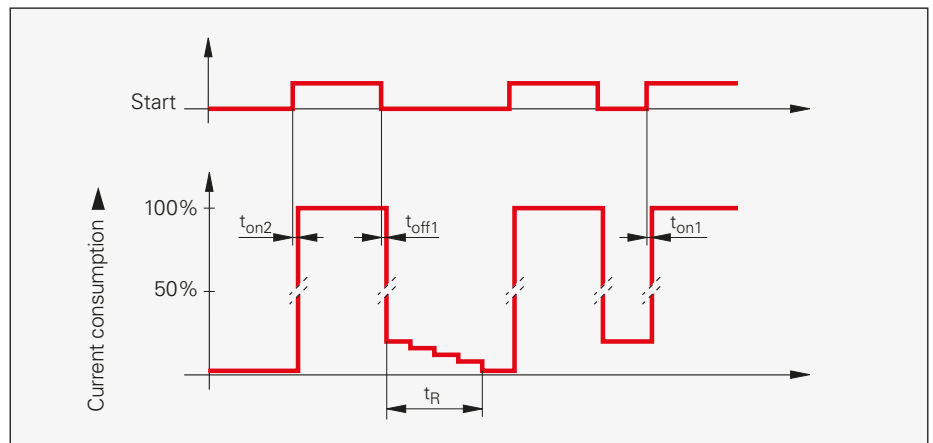 Start
Current consumption
100%
50%
ton2
toff1
ton1
tR